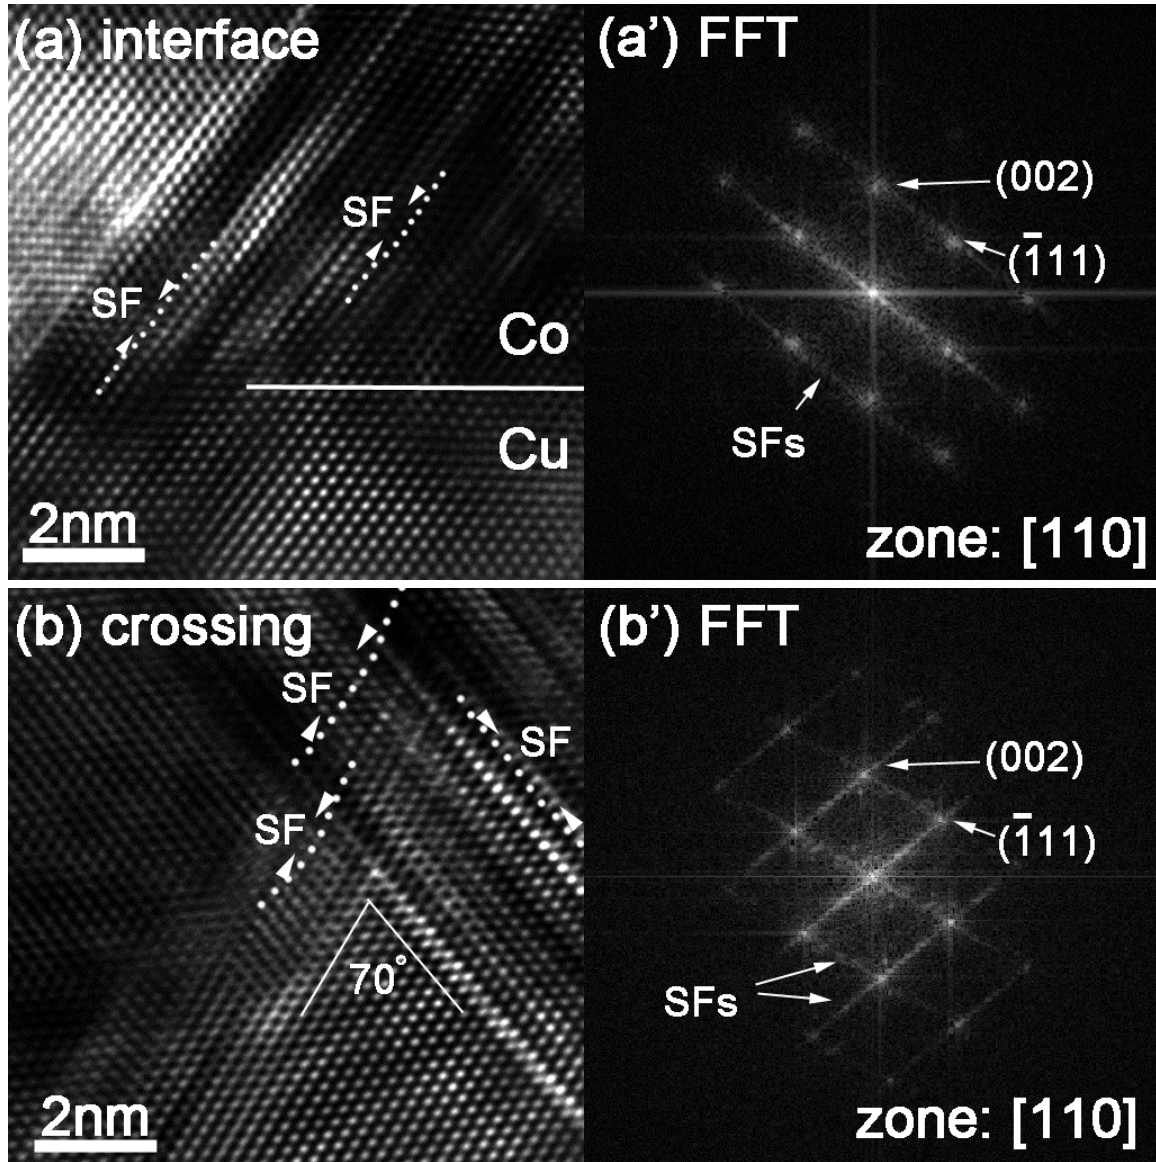 (a) interface
SF
SF
Co
Cu
2nm
(a’) FFT
(002)
(1̅11)
SFs
zone: [110]
(b) crossing
SF
SF
SF
70°
2nm
(b’) FFT
(002)
(1̅11)
SFs
zone: [110]